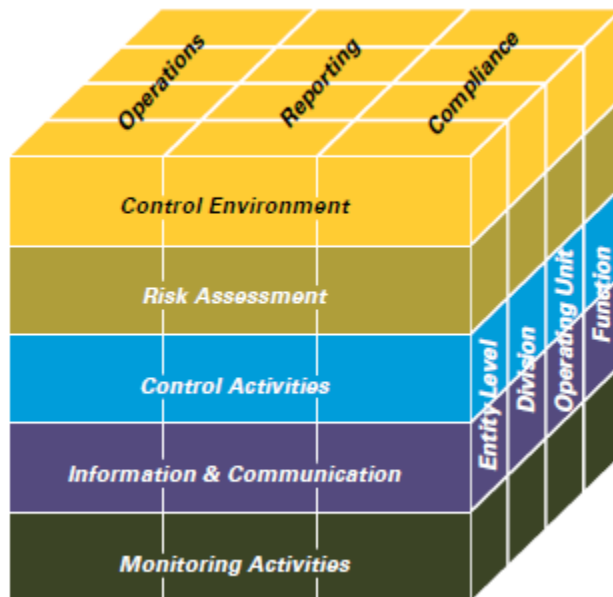 Operations
Reporting
Compliance
Control Environment
Risk Assessment
Control Activities
Information & Communication
Monitoring Activities
Entity Level
Division
Operating Unit
Function